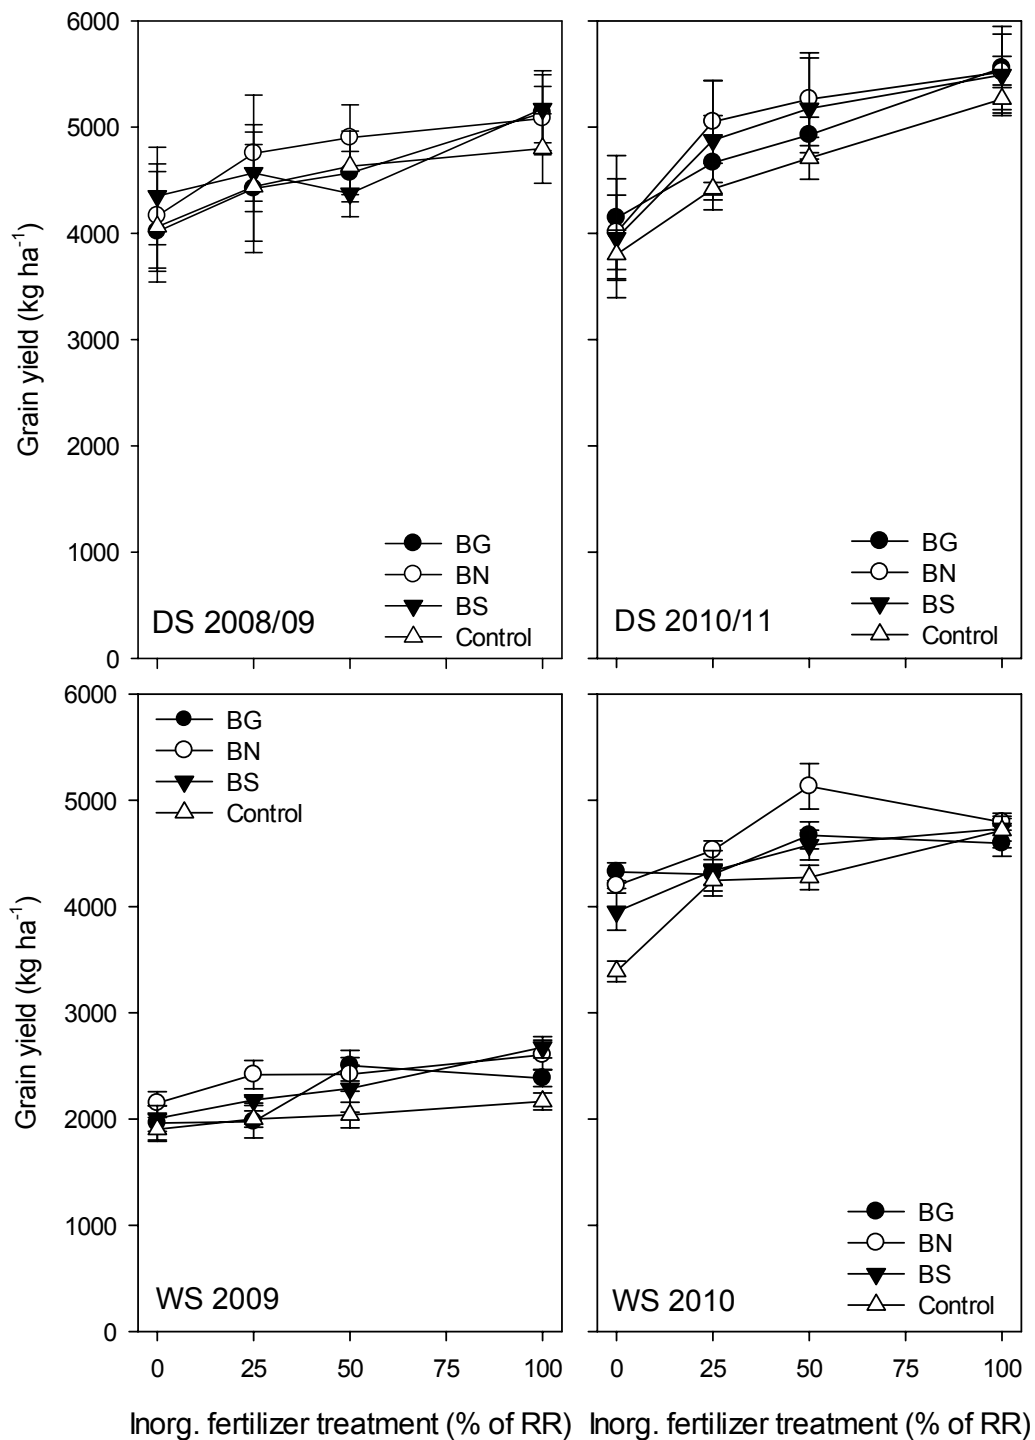 6000
5000
4000
3000
2000
1000
0
Grain yield (kg ha⁻¹)
BG
BN
BS
Control
DS 2008/09
BG
BN
BS
Control
DS 2010/11
6000
5000
4000
3000
2000
1000
0
Grain yield (kg ha⁻¹)
BG
BN
BS
Control
WS 2009
BG
BN
BS
Control
WS 2010
0 25 50 75 100
0 25 50 75 100
Inorg. fertilizer treatment (% of RR)
Inorg. fertilizer treatment (% of RR)